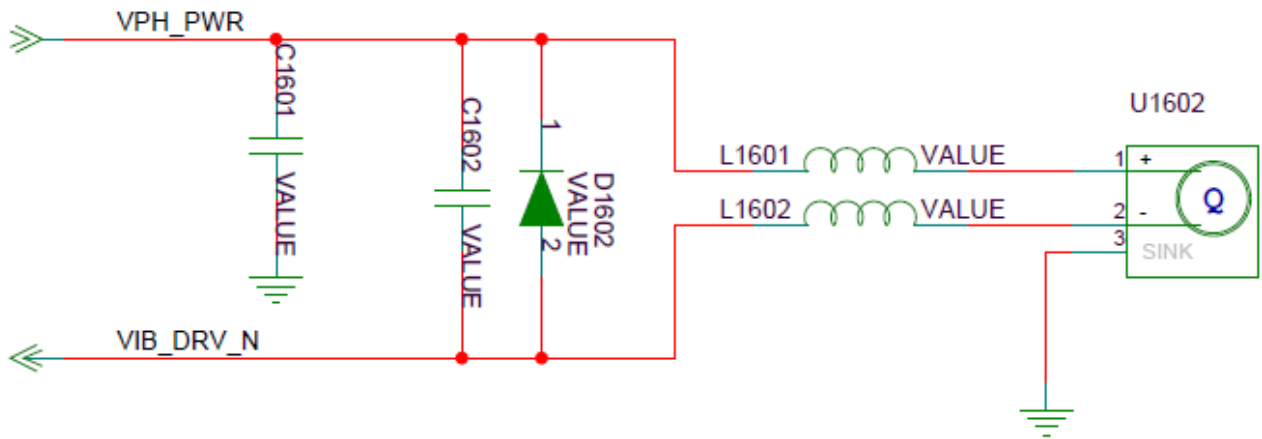 VPH_PWR
C1601
VALUE
C1602
VALUE
1
D1602
VALUE
2
L1601
VALUE
L1602
VALUE
U1602
1
+
2
-
3
SINK
Q
VIB_DRV_N